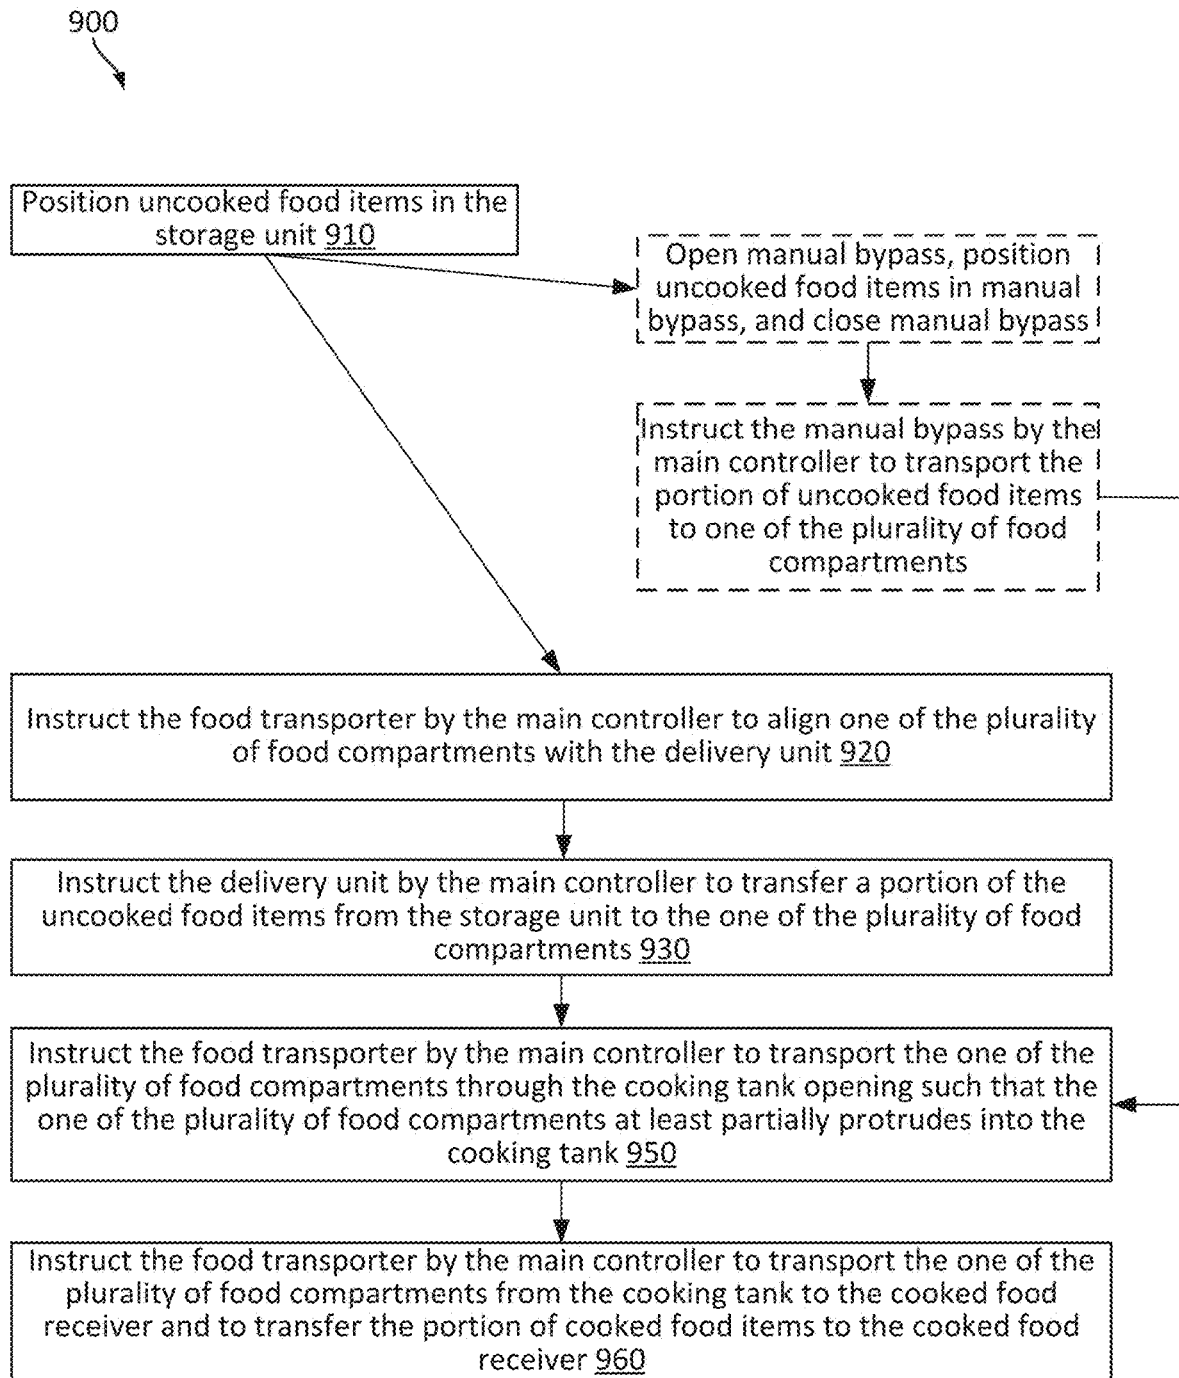 900
Position uncooked food items in the
storage unit 910
Open manual bypass, position
uncooked food items in manual
bypass, and close manual bypass
Instruct the manual bypass by the
main controller to transport the
portion of uncooked food items
to one of the plurality of food
compartments
Instruct the food transporter by the main controller to align one of the plurality
of food compartments with the delivery unit 920
Instruct the delivery unit by the main controller to transfer a portion of the
uncooked food items from the storage unit to the one of the plurality of food
compartments 930
Instruct the food transporter by the main controller to transport the one of the
plurality of food compartments through the cooking tank opening such that the
one of the plurality of food compartments at least partially protrudes into the
cooking tank 950
Instruct the food transporter by the main controller to transport the one of the
plurality of food compartments from the cooking tank to the cooked food
receiver and to transfer the portion of cooked food items to the cooked food
receiver 960